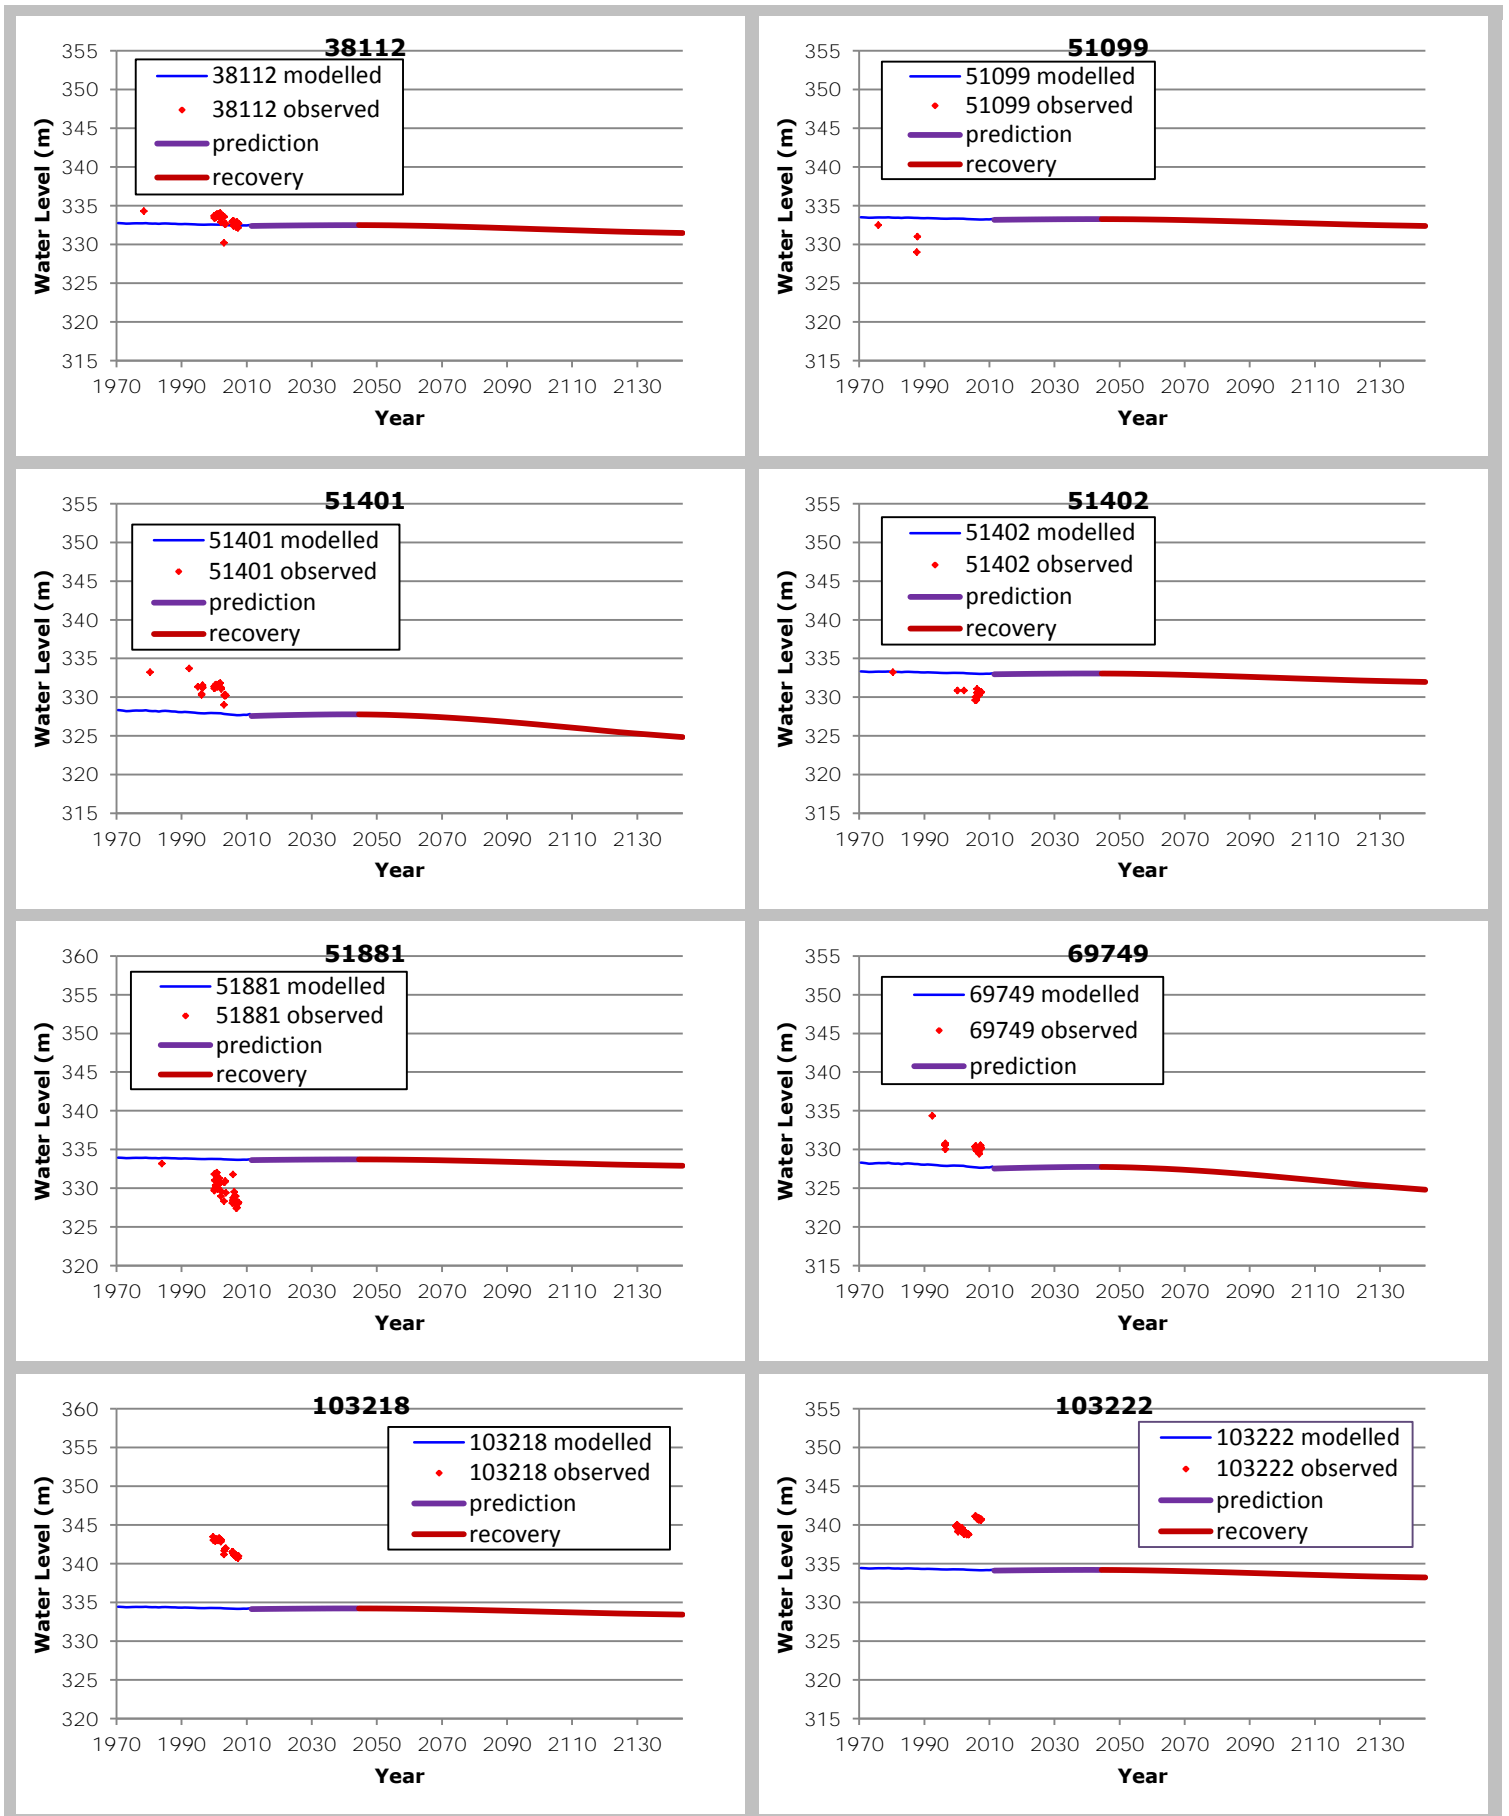 38112
38112 modelled
38112 observed
prediction
recovery
355
350
345
340
335
330
325
320
315
1970 1990 2010 2030 2050 2070 2090 2110 2130
Water Level (m)
Year
51099
51099 modelled
51099 observed
prediction
recovery
355
350
345
340
335
330
325
320
315
1970 1990 2010 2030 2050 2070 2090 2110 2130
Water Level (m)
Year
51401
51401 modelled
51401 observed
prediction
recovery
355
350
345
340
335
330
325
320
315
1970 1990 2010 2030 2050 2070 2090 2110 2130
Water Level (m)
Year
51402
51402 modelled
51402 observed
prediction
recovery
355
350
345
340
335
330
325
320
315
1970 1990 2010 2030 2050 2070 2090 2110 2130
Water Level (m)
Year
51881
51881 modelled
51881 observed
prediction
recovery
360
355
350
345
340
335
330
325
320
1970 1990 2010 2030 2050 2070 2090 2110 2130
Water Level (m)
Year
69749
69749 modelled
69749 observed
prediction
355
350
345
340
335
330
325
320
315
1970 1990 2010 2030 2050 2070 2090 2110 2130
Water Level (m)
Year
103218
103218 modelled
103218 observed
prediction
recovery
360
355
350
345
340
335
330
325
320
1970 1990 2010 2030 2050 2070 2090 2110 2130
Water Level (m)
Year
103222
103222 modelled
103222 observed
prediction
recovery
355
350
345
340
335
330
325
320
315
1970 1990 2010 2030 2050 2070 2090 2110 2130
Water Level (m)
Year